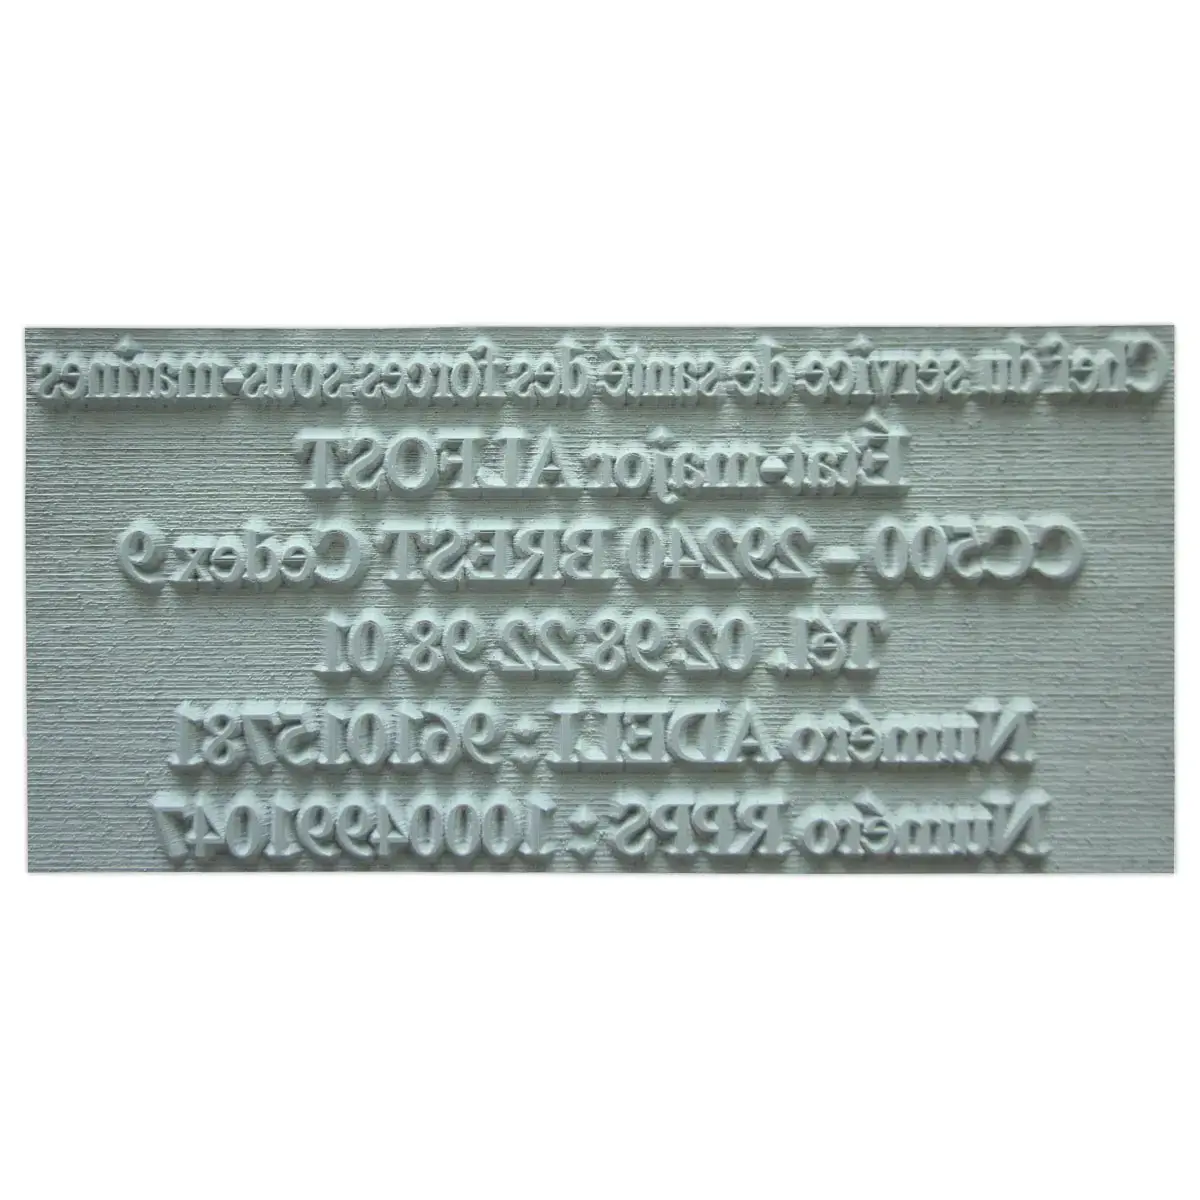 Chef du service de santé des forces sous-marines
État-major ALFOST
CC500 - 29240 BREST Cedex 9
Tél. 02 98 22 98 01
Numéro ADELI : 961015781
Numéro RPPS : 10004991047